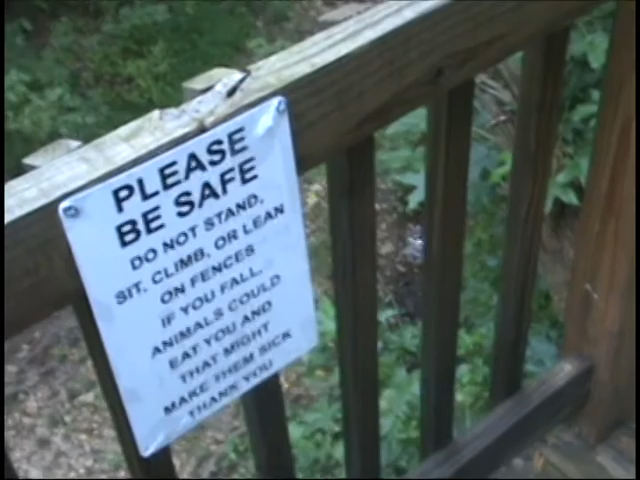 PLEASE
BE SAFE
DO NOT STAND,
SIT, CLIMB, OR LEAN
ON FENCES
IF YOU FALL,
ANIMALS COULD
EAT YOU AND
THAT MIGHT
MAKE THEM SICK
THANK YOU